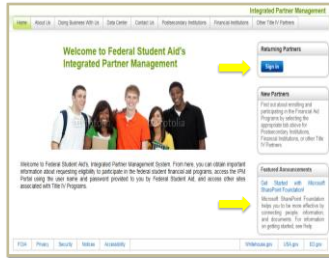 Integrated Partner Management
Home About Us Doing Business With Us Data Center Contact Us Postsecondary Institutions Financial Institutions Other Title IV Partners
Welcome to Federal Student Aid's
Integrated Partner Management
Returning Partners
Sign In
New Partners
Find out about enrolling and
participating in the Financial Aid
Programs by selecting the
appropriate tab above for
Postsecondary Institutions,
Financial Institutions, or other Title
IV Partners.
Welcome to Federal Student Aid's, Integrated Partner Management System. From here, you can obtain important
information about requesting eligibility to participate in the federal student financial aid programs, access the IPM
Portal using the user name and password provided to you by Federal Student Aid, and access other sites
associated with Title IV Programs.
Featured Announcements
Get Started with Microsoft
SharePoint Foundation!
Microsoft SharePoint Foundation
helps you to be more effective by
connecting people, information,
and documents. For information
on getting started, see Help.
FOIA Privacy Security Notices Accessibility WhiteHouse.gov USA.gov ED.gov